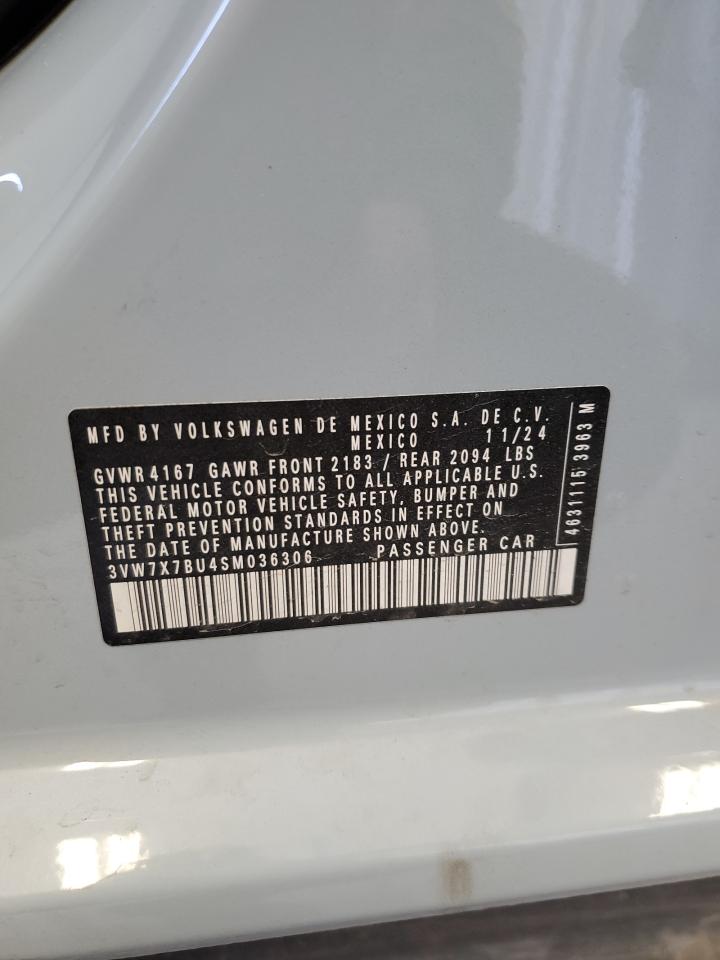 MFD BY VOLKSWAGEN DE MEXICO S.A. DE C.V.
MEXICO 11/24
GVWR 4167 GAWR FRONT 2183 / REAR 2094 LBS
THIS VEHICLE CONFORMS TO ALL APPLICABLE U.S.
FEDERAL MOTOR VEHICLE SAFETY, BUMPER AND
THEFT PREVENTION STANDARDS IN EFFECT ON
THE DATE OF MANUFACTURE SHOWN ABOVE.
3VW7X7BU4SM036306 PASSENGER CAR
4631115 3963 M